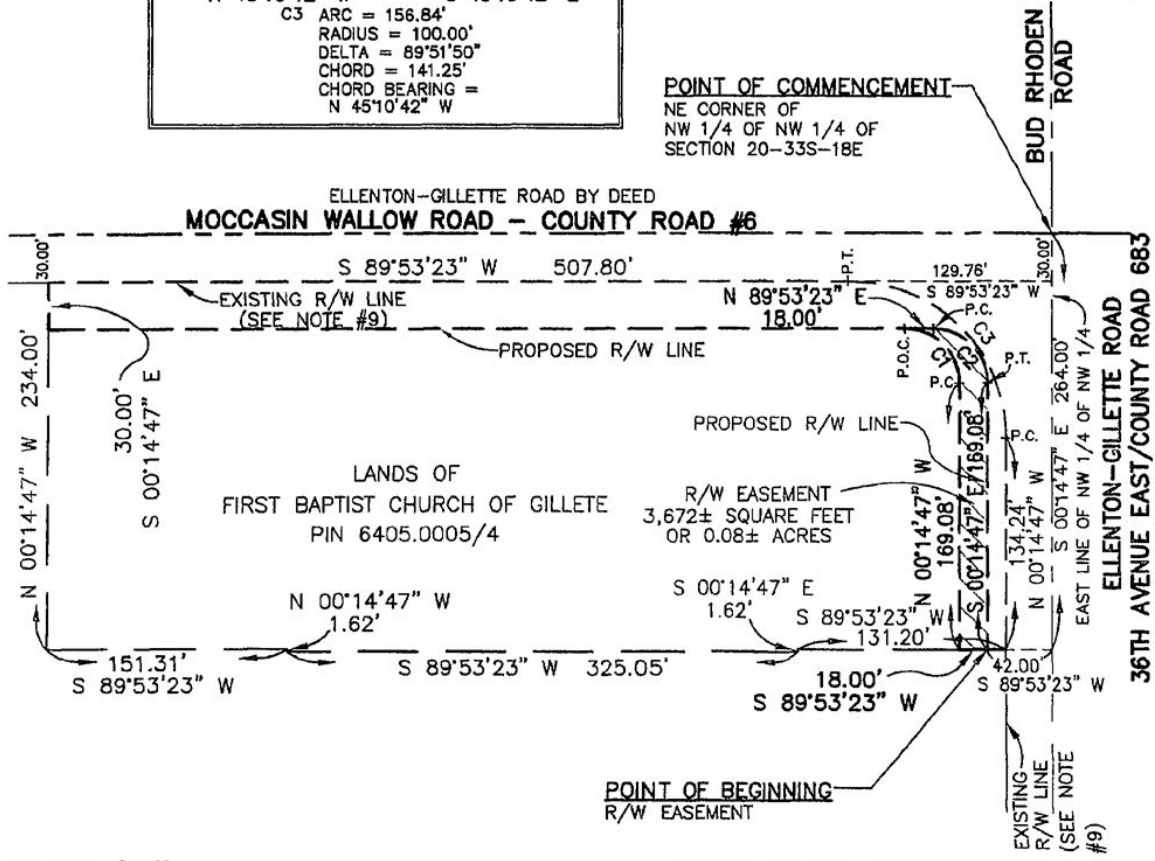 C3 ARC = 156.84'
RADIUS = 100.00'
DELTA = 89°51'50"
CHORD = 141.25'
CHORD BEARING =
N 45°10'42" W
POINT OF COMMENCEMENT
NE CORNER OF
NW 1/4 OF NW 1/4 OF
SECTION 20-33S-18E
BUD RHODEN
ROAD
ELLENTON-GILLETTE ROAD BY DEED
MOCCASIN WALLOW ROAD - COUNTY ROAD #6
30.00'
S 89°53'23" W 507.80'
P.T.
129.76'
S 89°53'23" W
30.00'
EXISTING R/W LINE
(SEE NOTE #9)
N 89°53'23" E
18.00'
P.C.
C3
PROPOSED R/W LINE
P.O.C.
C1
C2
P.T.
P.C.
N 00°14'47" W 234.00'
30.00'
S 00°14'47" E
PROPOSED R/W LINE
P.C.
LANDS OF
FIRST BAPTIST CHURCH OF GILLETE
PIN 6405.0005/4
R/W EASEMENT
3,672± SQUARE FEET
OR 0.08± ACRES
N 00°14'47" W
169.08'
S 00°14'47" E 169.08'
134.24'
N 00°14'47" W
S 00°14'47" E 264.00'
EAST LINE OF NW 1/4 OF NW 1/4
ELLENTON-GILLETTE ROAD
36TH AVENUE EAST/COUNTY ROAD 683
N 00°14'47" W
1.62'
S 00°14'47" E
1.62'
S 89°53'23" W
131.20'
151.31'
S 89°53'23" W
S 89°53'23" W 325.05'
18.00'
S 89°53'23" W
42.00'
S 89°53'23" W
POINT OF BEGINNING
R/W EASEMENT
EXISTING
R/W LINE
(SEE NOTE
#9)